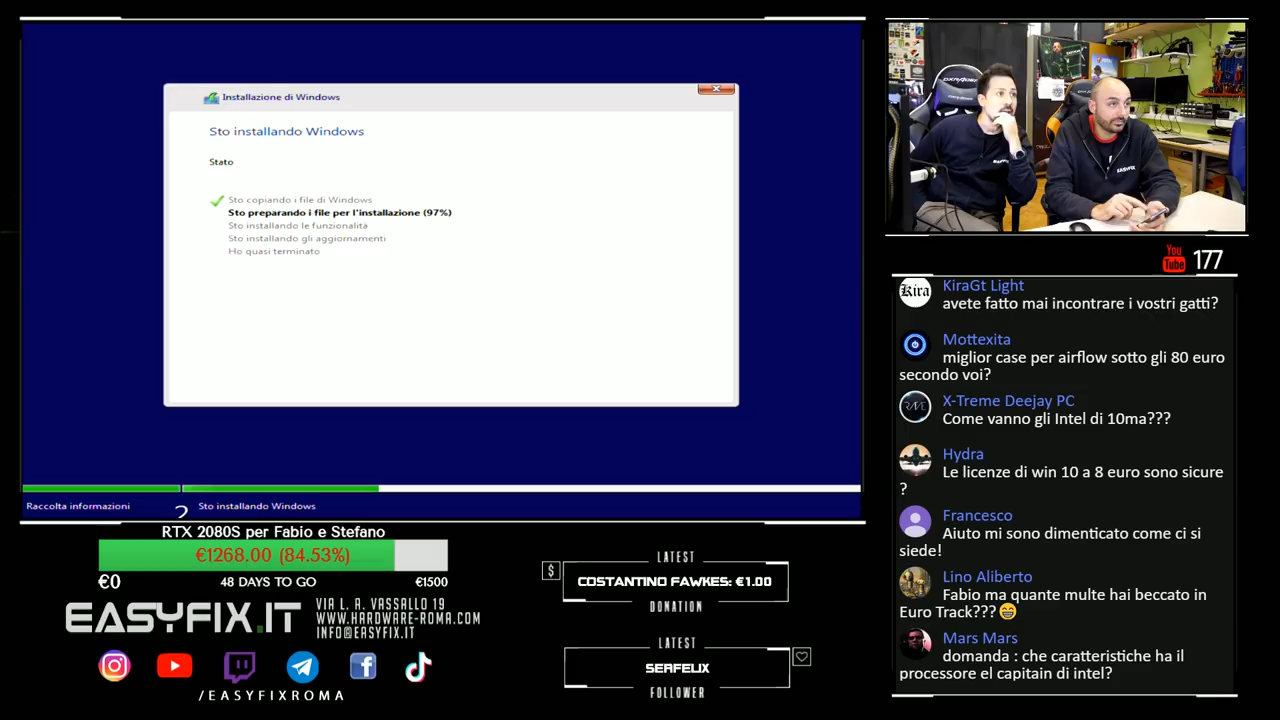 Installazione di Windows
Sto installando Windows
Stato
Sto copiando i file di Windows
Sto preparando i file per l'installazione (97%)
Sto installando le funzionalità
Sto installando gli aggiornamenti
Ho quasi terminato
Raccolta informazioni
2
Sto installando Windows
DXRACER
EASYFIX
You
Tube
177
Kira
KiraGt Light
avete fatto mai incontrare i vostri gatti?
Mottexita
miglior case per airflow sotto gli 80 euro
secondo voi?
X-Treme Deejay PC
Come vanno gli Intel di 10ma???
Hydra
Le licenze di win 10 a 8 euro sono sicure
?
Francesco
Aiuto mi sono dimenticato come ci si
siede!
Lino Aliberto
Fabio ma quante multe hai beccato in
Euro Track???😁
Mars Mars
domanda : che caratteristiche ha il
processore el capitain di intel?
RTX 2080S per Fabio e Stefano
€1268.00 (84.53%)
€0
48 DAYS TO GO
€1500
EASYFIX.IT
VIA L. A. VASSALLO 19
WWW.HARDWARE-ROMA.COM
INFO@EASYFIX.IT
/EASYFIXROMA
$
LATEST
COSTANTINO FAWKES: €1.00
DONATION
LATEST
SERFELIX
FOLLOWER